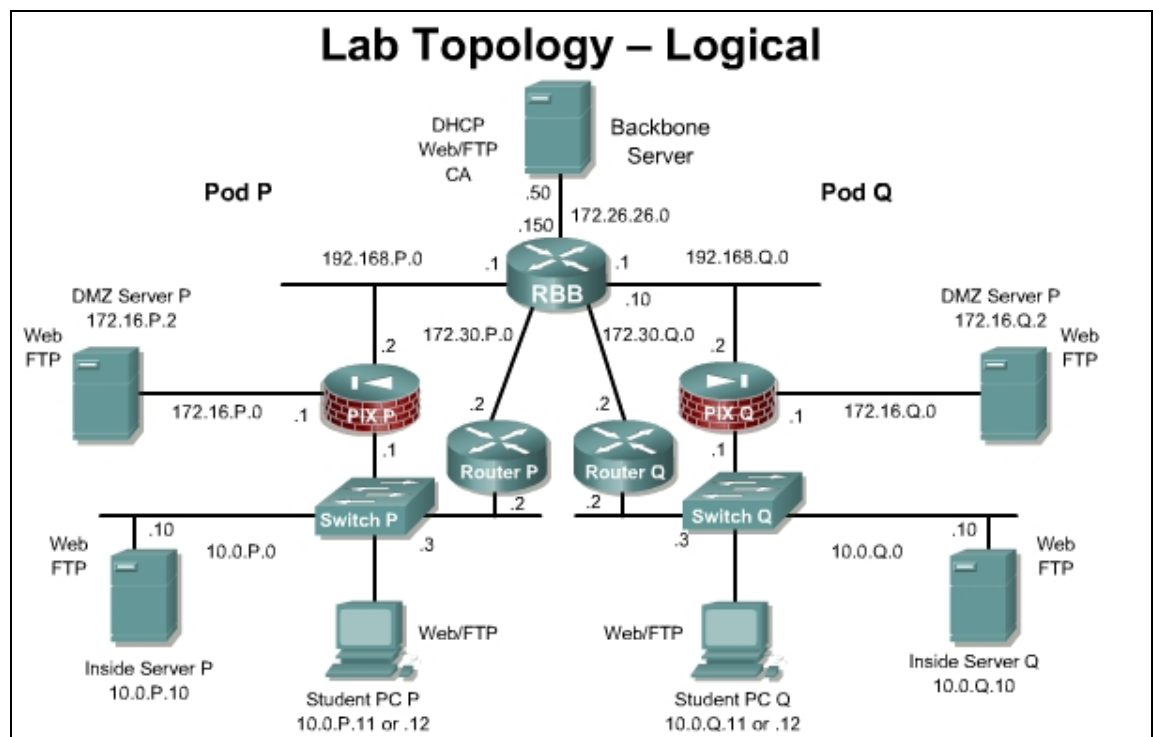 Lab Topology – Logical
DHCP
Web/FTP
CA
Backbone
Server
Pod P
Pod Q
.50
172.26.26.0
.150
192.168.P.0
.1
RBB
.1
192.168.Q.0
.10
DMZ Server P
172.16.P.2
Web
FTP
172.30.P.0
172.30.Q.0
DMZ Server P
172.16.Q.2
Web
FTP
.2
.2
172.16.P.0
.1
PIX P
.2
.2
PIX Q
.1
172.16.Q.0
.1
.1
Router P
Router Q
Switch P
.2
.2
Switch Q
.10
10.0.P.0
.3
.3
10.0.Q.0
.10
Web
FTP
Web
FTP
Web/FTP
Web/FTP
Inside Server P
10.0.P.10
Student PC P
10.0.P.11 or .12
Student PC Q
10.0.Q.11 or .12
Inside Server Q
10.0.Q.10